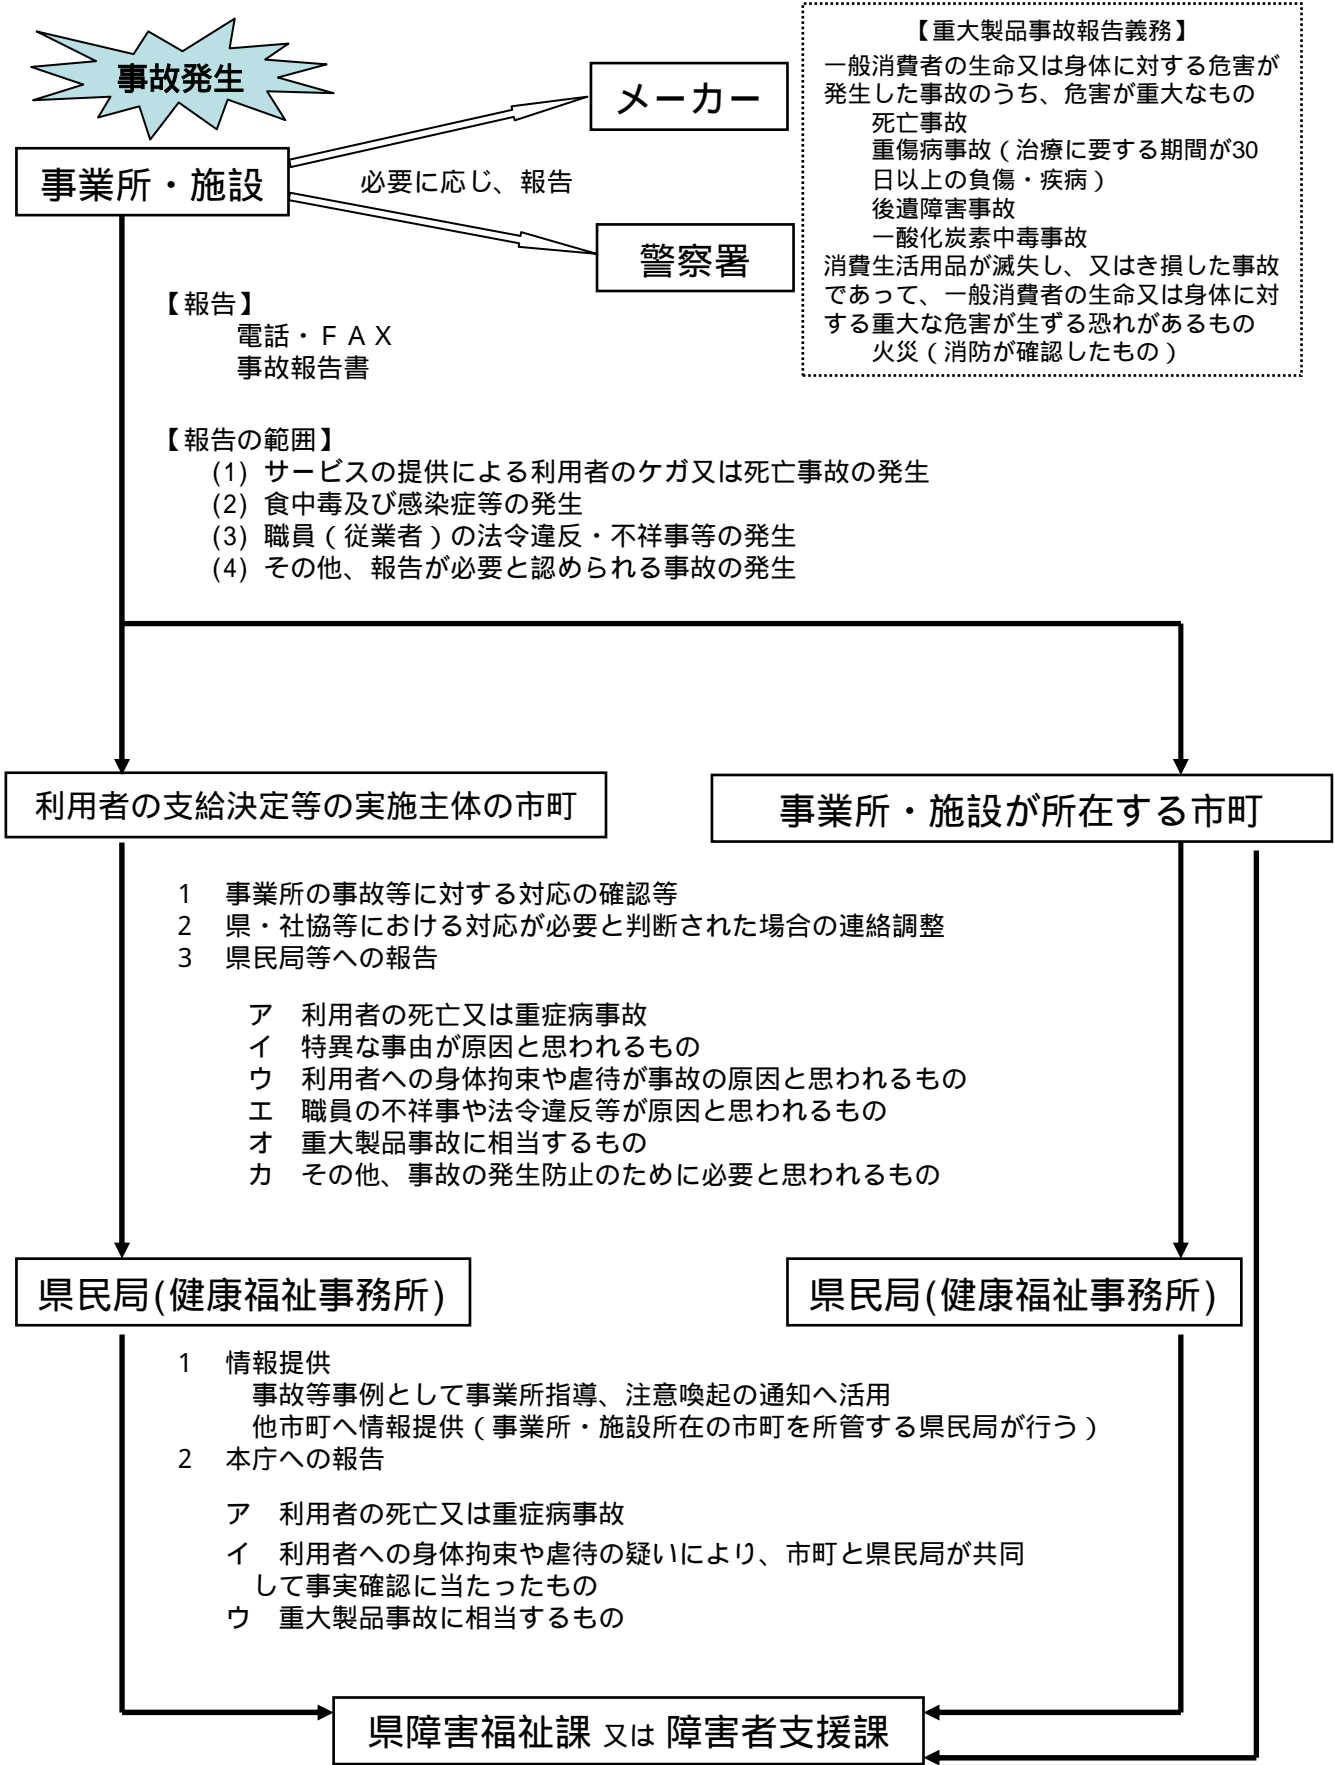 事故発生
メーカー
事業所・施設
必要に応じ、報告
警察署
【重大製品事故報告義務】
一般消費者の生命又は身体に対する危害が
発生した事故のうち、危害が重大なもの
死亡事故
重傷病事故（治療に要する期間が30
日以上の負傷・疾病）
後遺障害事故
一酸化炭素中毒事故
消費生活用品が滅失し、又はき損した事故
であって、一般消費者の生命又は身体に対
する重大な危害が生ずる恐れがあるもの
火災（消防が確認したもの）
【報告】
電話・ＦＡＸ
事故報告書
【報告の範囲】
(1) サービスの提供による利用者のケガ又は死亡事故の発生
(2) 食中毒及び感染症等の発生
(3) 職員（従業者）の法令違反・不祥事等の発生
(4) その他、報告が必要と認められる事故の発生
利用者の支給決定等の実施主体の市町
事業所・施設が所在する市町
1 事業所の事故等に対する対応の確認等
2 県・社協等における対応が必要と判断された場合の連絡調整
3 県民局等への報告
ア 利用者の死亡又は重症病事故
イ 特異な事由が原因と思われるもの
ウ 利用者への身体拘束や虐待が事故の原因と思われるもの
エ 職員の不祥事や法令違反等が原因と思われるもの
オ 重大製品事故に相当するもの
カ その他、事故の発生防止のために必要と思われるもの
県民局(健康福祉事務所)
県民局(健康福祉事務所)
1 情報提供
事故等事例として事業所指導、注意喚起の通知へ活用
他市町へ情報提供（事業所・施設所在の市町を所管する県民局が行う）
2 本庁への報告
ア 利用者の死亡又は重症病事故
イ 利用者への身体拘束や虐待の疑いにより、市町と県民局が共同
して事実確認に当たったもの
ウ 重大製品事故に相当するもの
県障害福祉課 又は 障害者支援課